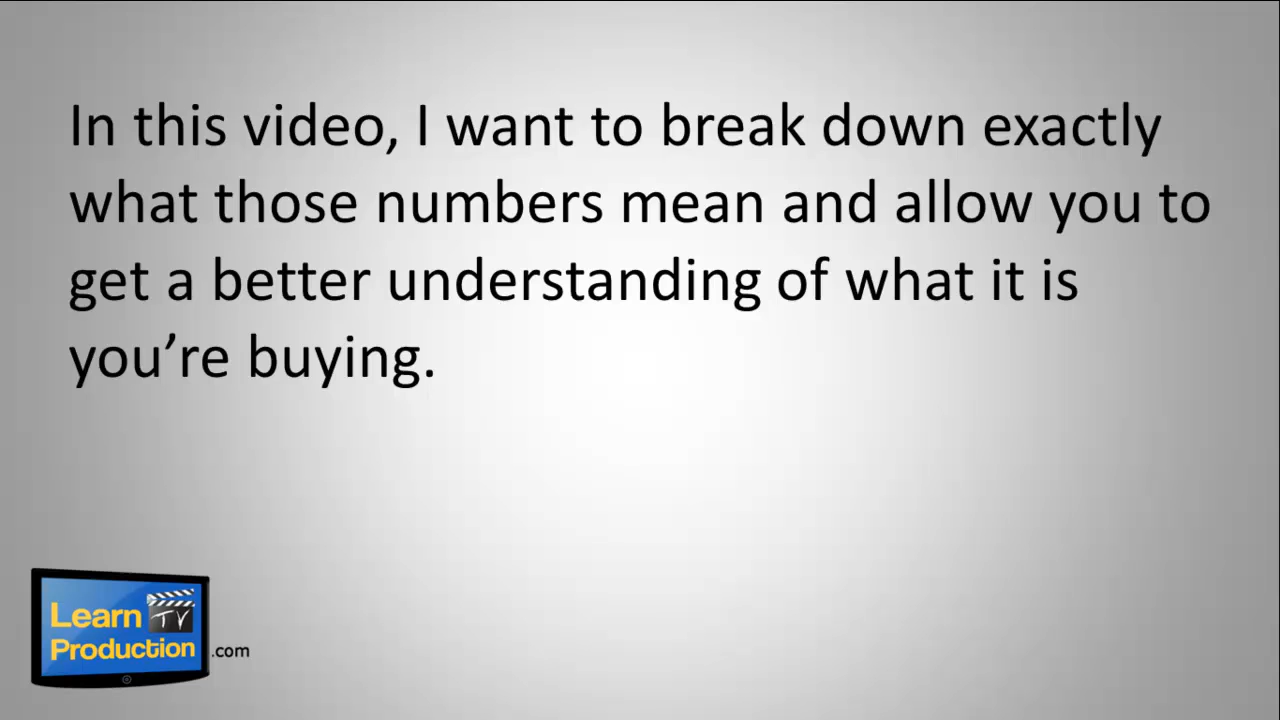 In this video, I want to break down exactly
what those numbers mean and allow you to
get a better understanding of what it is
you’re buying.
Learn TV
Production .com